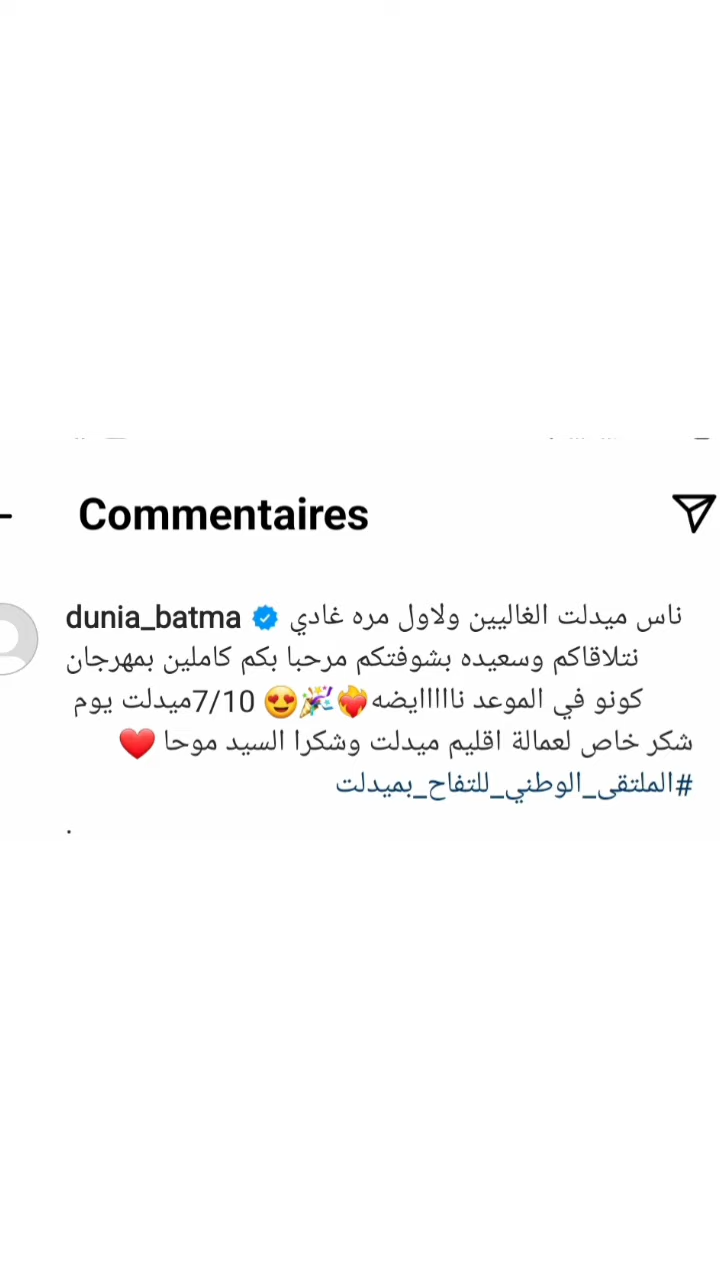 Commentaires
dunia_batma ناس ميدلت الغاليين ولاول مره غادي
نتلاقاكم وسعيده بشوفتكم مرحبا بكم كاملين بمهرجان
ميدلت يوم 7/10 😍🎉❤️‍🔥كونو في الموعد نااااايضه
شكر خاص لعمالة اقليم ميدلت وشكرا السيد موحا ❤️
#الملتقى_الوطني_للتفاح_بميدلت
.